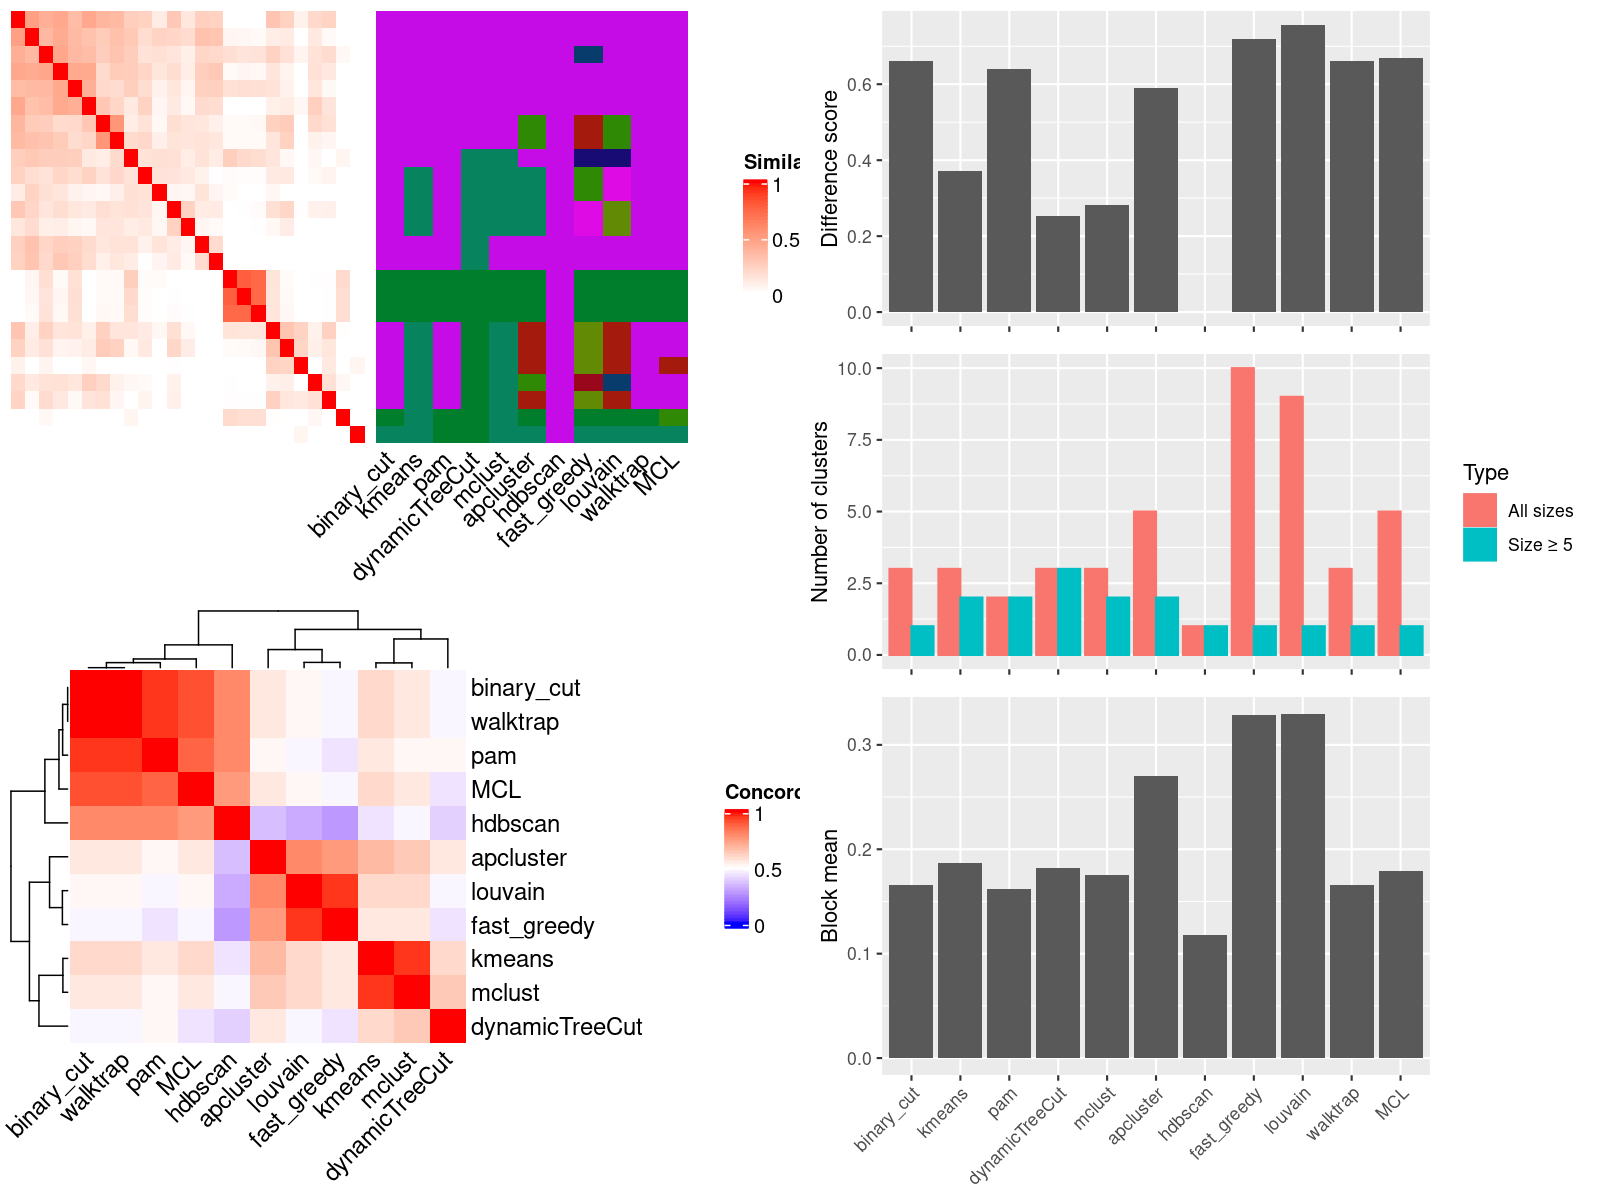 Simila
1
0.5
0
binary_cut
kmeans
pam
dynamicTreeCut
mclust
apcluster
hdbscan
fast_greedy
louvain
walktrap
MCL
binary_cut
walktrap
pam
MCL
hdbscan
apcluster
louvain
fast_greedy
kmeans
mclust
dynamicTreeCut
binary_cut
walktrap
pam
MCL
hdbscan
apcluster
louvain
fast_greedy
kmeans
mclust
dynamicTreeCut
Concord
1
0.5
0
Difference score
0.6
0.4
0.2
0.0
Number of clusters
10.0
7.5
5.0
2.5
0.0
Type
All sizes
Size ≥ 5
Block mean
0.3
0.2
0.1
0.0
binary_cut
kmeans
pam
dynamicTreeCut
mclust
apcluster
hdbscan
fast_greedy
louvain
walktrap
MCL